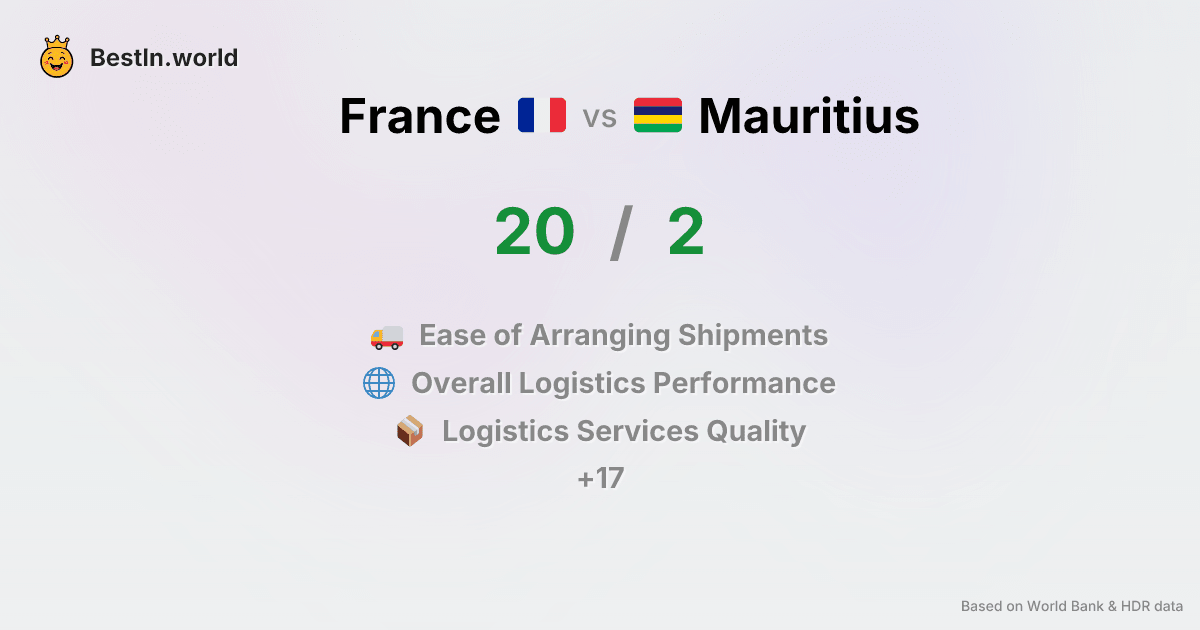 BestIn.world
France vs Mauritius
20 / 2
Ease of Arranging Shipments
Overall Logistics Performance
Logistics Services Quality
+17
Based on World Bank & HDR data